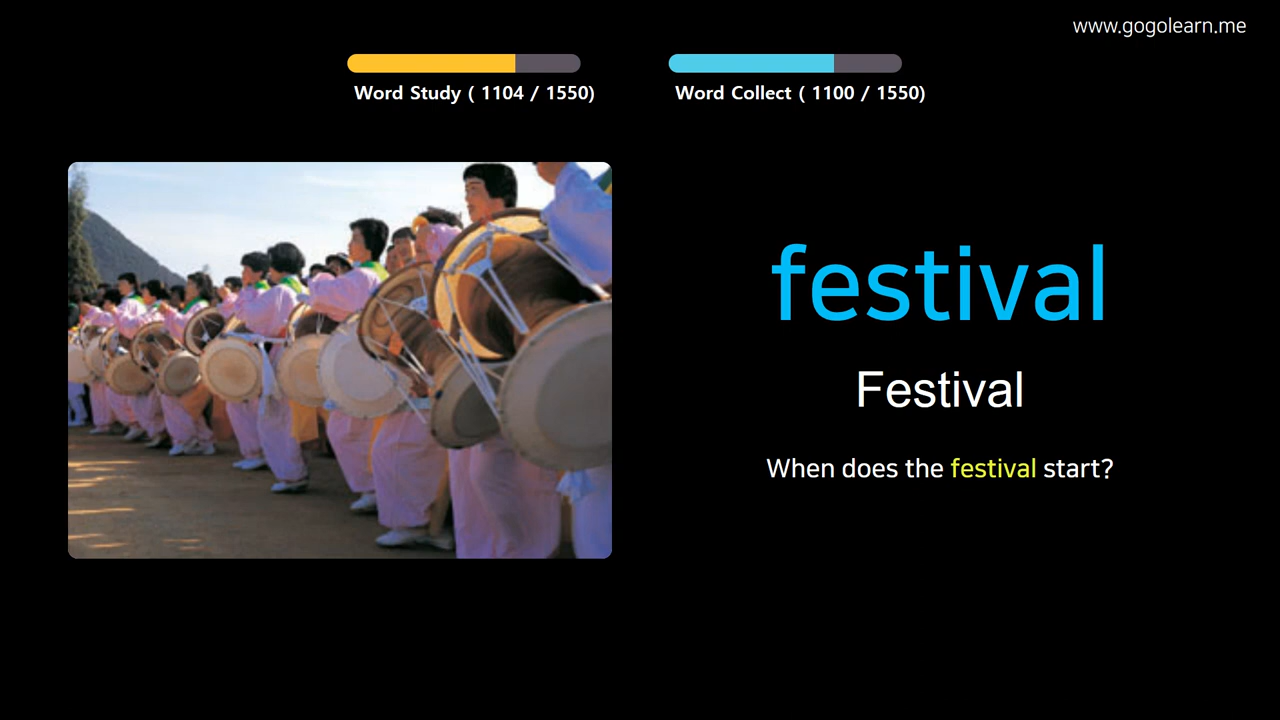 www.gogolearn.me
Word Study ( 1104 / 1550)
Word Collect ( 1100 / 1550)
festival
Festival
When does the festival start?